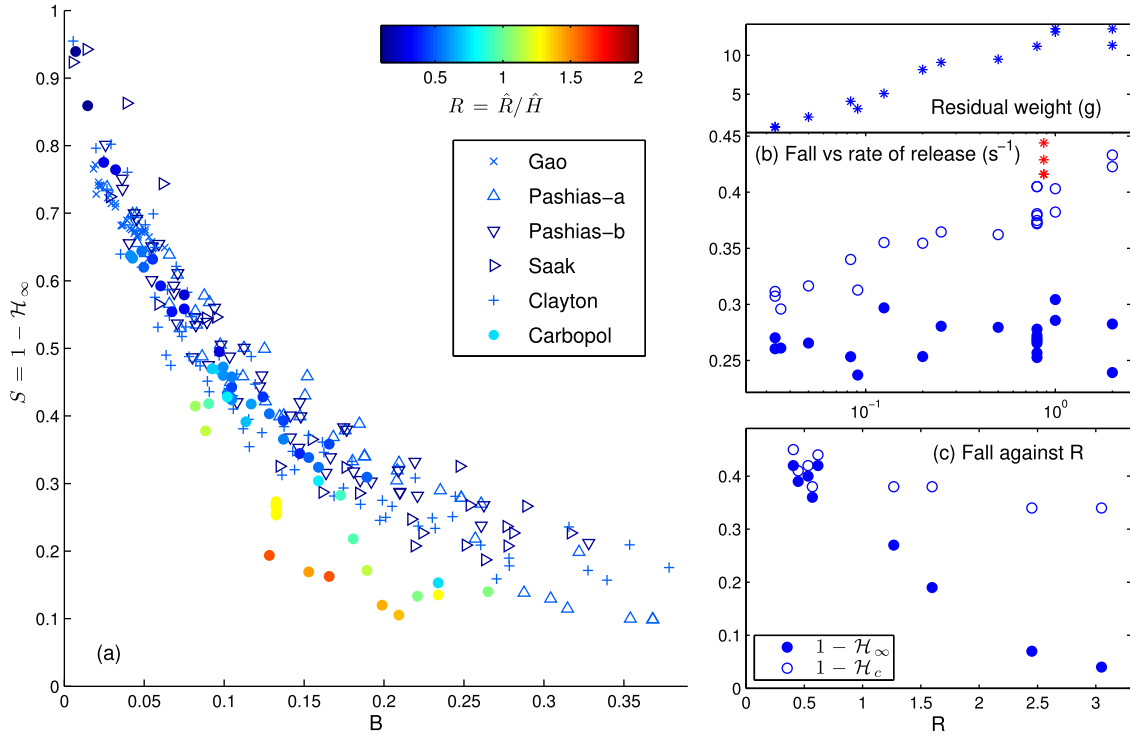 1
0.9
0.8
0.7
0.6
0.5
0.4
0.3
0.2
0.1
0
S = 1 − ℋ∞
0 0.05 0.1 0.15 0.2 0.25 0.3 0.35
B
(a)
0.5 1 1.5 2
R = R̂/Ĥ
Gao
Pashias−a
Pashias−b
Saak
Clayton
Carbopol
10
5
Residual weight (g)
0.45
0.4
0.35
0.3
0.25
(b) Fall vs rate of release (s⁻¹)
10⁻¹ 10⁰
0.4
0.3
0.2
0.1
0
(c) Fall against R
1 − ℋ∞
1 − ℋc
0 0.5 1 1.5 2 2.5 3
R